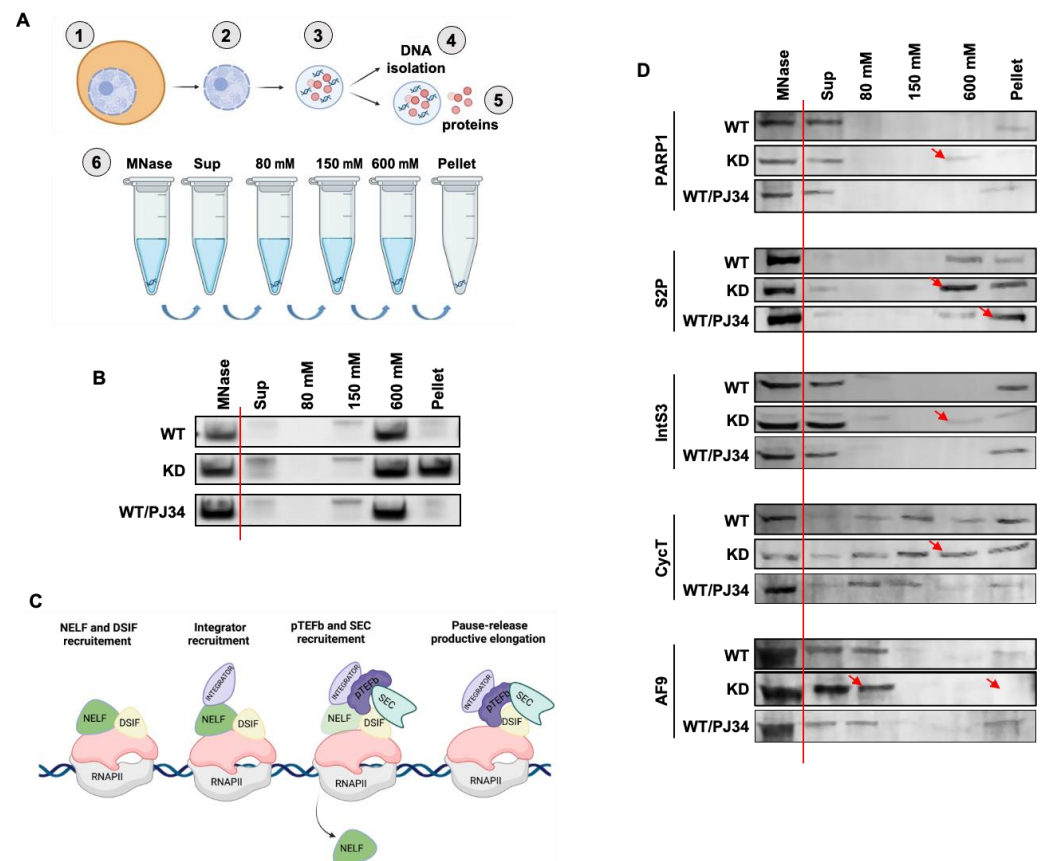 A
1
2
3
4
DNA
isolation
5
proteins
6
MNase Sup 80 mM 150 mM 600 mM Pellet
B
MNase
Sup
80 mM
150 mM
600 mM
Pellet
WT
KD
WT/PJ34
C
NELF and DSIF
recruitement
Integrator
recruitment
pTEFb and SEC
recruitement
Pause-release
productive elongation
NELF
DSIF
RNAPII
INTEGRATOR
NELF
DSIF
RNAPII
INTEGRATOR
pTEFb
SEC
NELF
DSIF
RNAPII
NELF
INTEGRATOR
pTEFb
SEC
DSIF
RNAPII
D
MNase
Sup
80 mM
150 mM
600 mM
Pellet
PARP1
WT
KD
WT/PJ34
S2P
WT
KD
WT/PJ34
IntS3
WT
KD
WT/PJ34
CycT
WT
KD
WT/PJ34
AF9
WT
KD
WT/PJ34